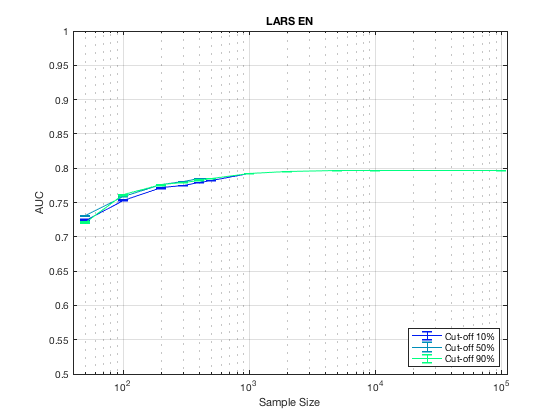 LARS EN
1
0.95
0.9
0.85
0.8
0.75
0.7
0.65
0.6
0.55
0.5
AUC
10^2
10^3
10^4
10^5
Sample Size
Cut-off 10%
Cut-off 50%
Cut-off 90%